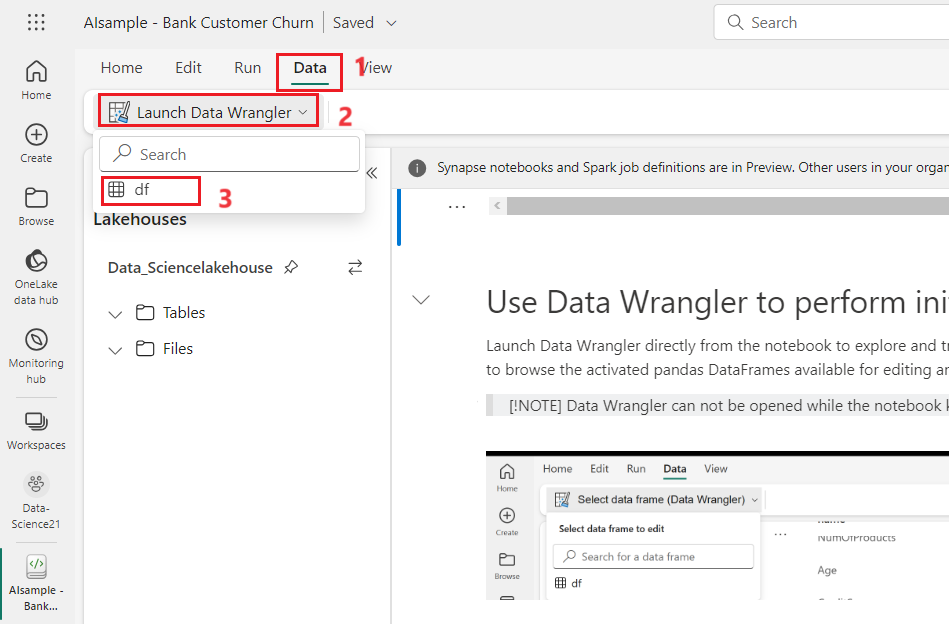 AIsample - Bank Customer Churn
Saved
Search
Home
Edit
Run
Data
1
View
Launch Data Wrangler
2
Search
df
3
Home
Create
Browse
OneLake
data hub
Monitoring
hub
Workspaces
Data-
Science21
AIsample -
Bank...
Lakehouses
Data_Sciencelakehouse
Tables
Files
Synapse notebooks and Spark job definitions are in Preview. Other users in your
...
Use Data Wrangler to perform
Launch Data Wrangler directly from the notebook to explore and
to browse the activated pandas DataFrames available for editing
[!NOTE] Data Wrangler can not be opened while the notebook
Home
Edit
Run
Data
View
Select data frame (Data Wrangler)
Select data frame to edit
Search for a data frame
df
Home
Create
Browse
...
NumOfProducts
Age